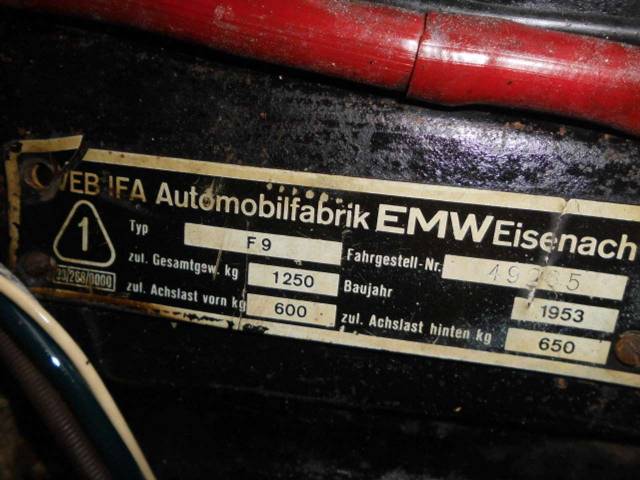 VEB IFA Automobilfabrik EMW Eisenach
1
Typ F 9 Fahrgestell-Nr.
zul. Gesamtgew. kg 1250 Baujahr 1953
zul. Achslast vorn kg 600 zul. Achslast hinten kg 650